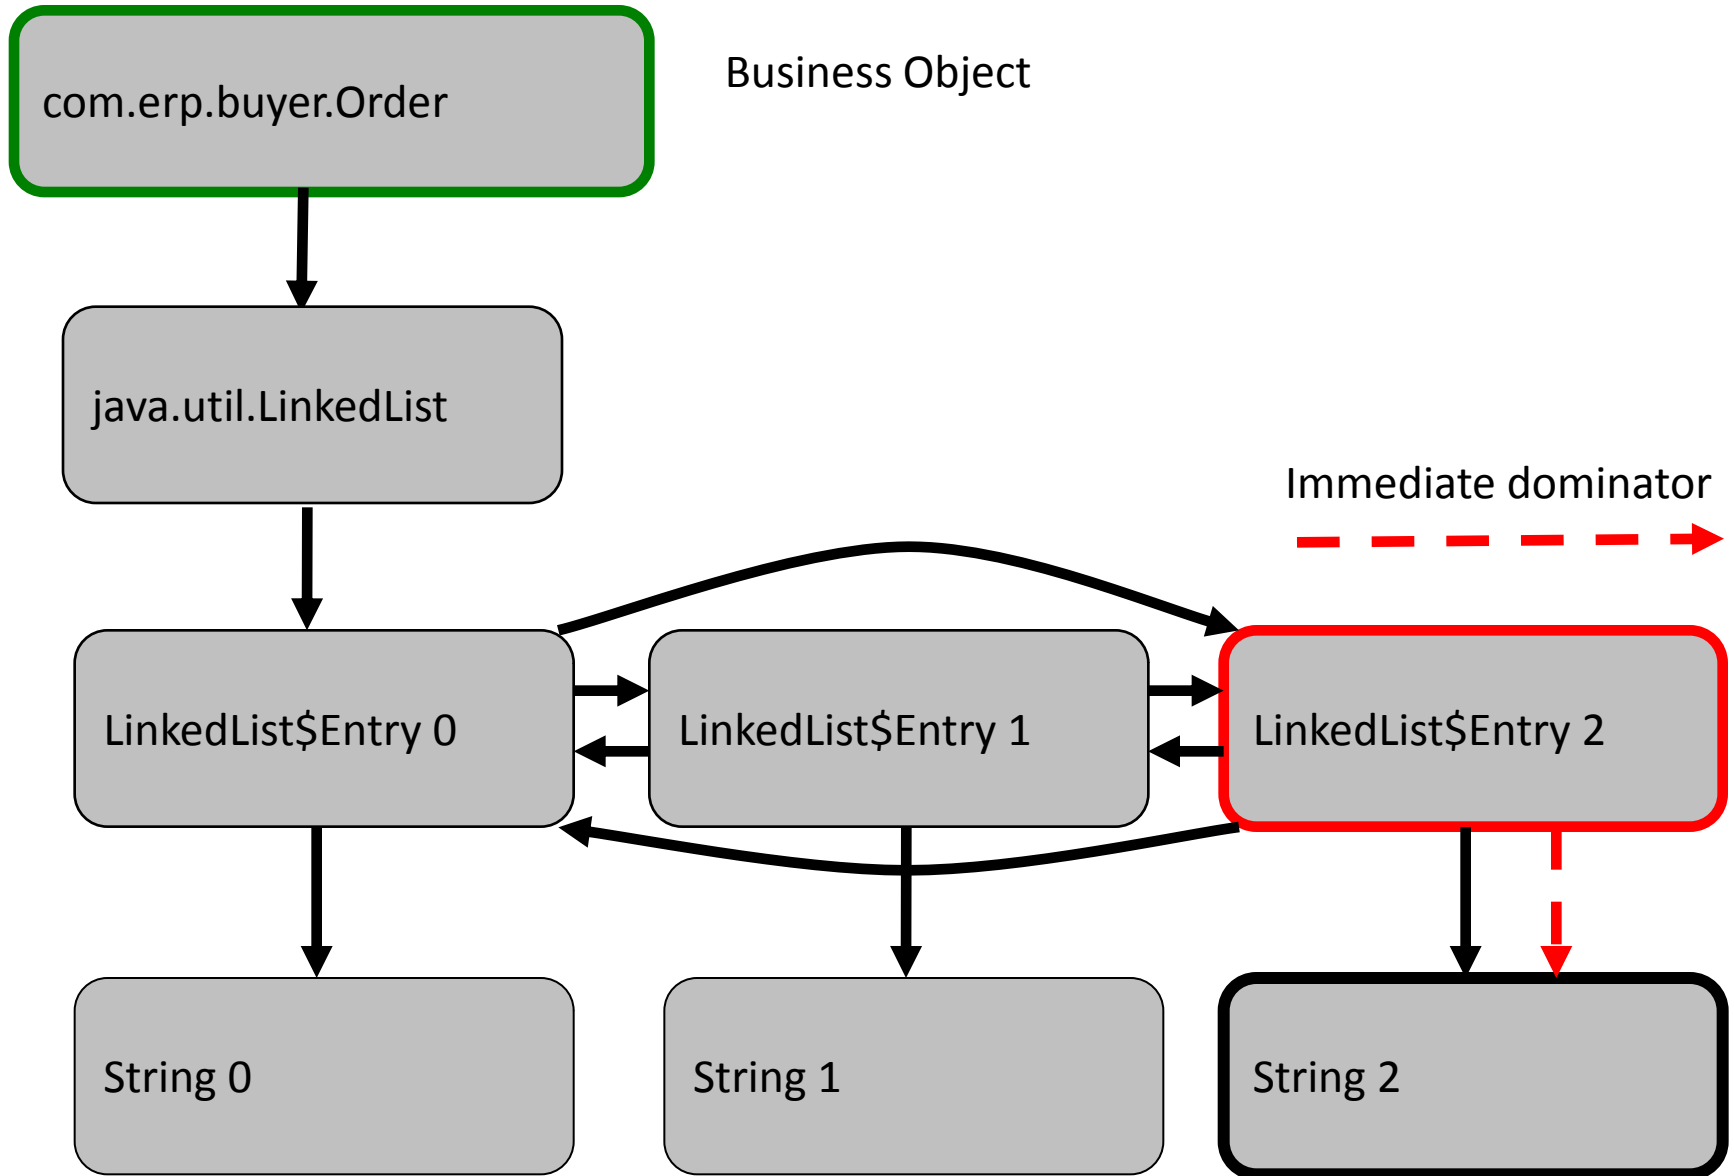 com.erp.buyer.Order
Business Object
java.util.LinkedList
Immediate dominator
LinkedList$Entry 0
LinkedList$Entry 1
LinkedList$Entry 2
String 0
String 1
String 2